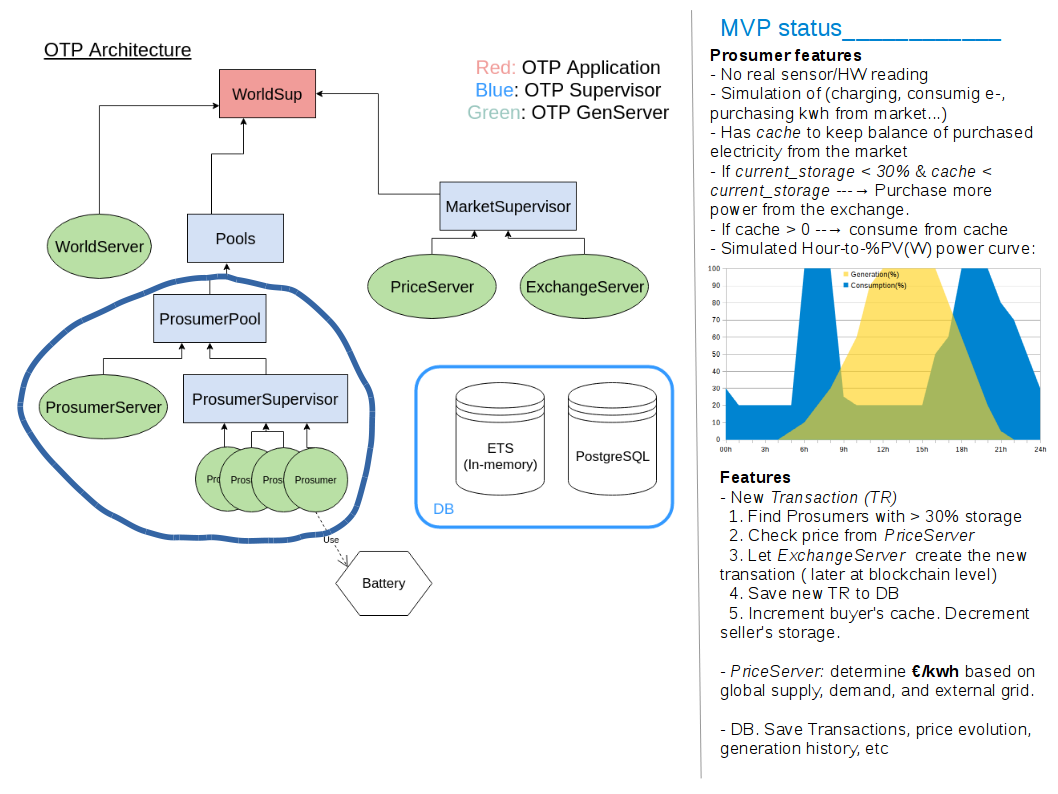 OTP Architecture
Red: OTP Application
Blue: OTP Supervisor
Green: OTP GenServer
WorldSup
WorldServer
Pools
MarketSupervisor
PriceServer
ExchangeServer
ProsumerPool
ProsumerServer
ProsumerSupervisor
Pro
Pros
Pros
Prosumer
Use
Battery
ETS
(In-memory)
PostgreSQL
DB
MVP status____________
Prosumer features
- No real sensor/HW reading
- Simulation of (charging, consumig e-,
purchasing kwh from market...)
- Has cache to keep balance of purchased
electricity from the market
- If current_storage < 30% & cache <
current_storage ---→ Purchase more
power from the exchange.
- If cache > 0 --→ consume from cache
- Simulated Hour-to-%PV(W) power curve:
Generation(%)
Consumption(%)
100
90
80
70
60
50
40
30
20
10
0
00h 3h 6h 9h 12h 15h 18h 21h 24h
Features
- New Transaction (TR)
1. Find Prosumers with > 30% storage
2. Check price from PriceServer
3. Let ExchangeServer create the new
transation ( later at blockchain level)
4. Save new TR to DB
5. Increment buyer's cache. Decrement
seller's storage.
- PriceServer: determine €/kwh based on
global supply, demand, and external grid.
- DB. Save Transactions, price evolution,
generation history, etc